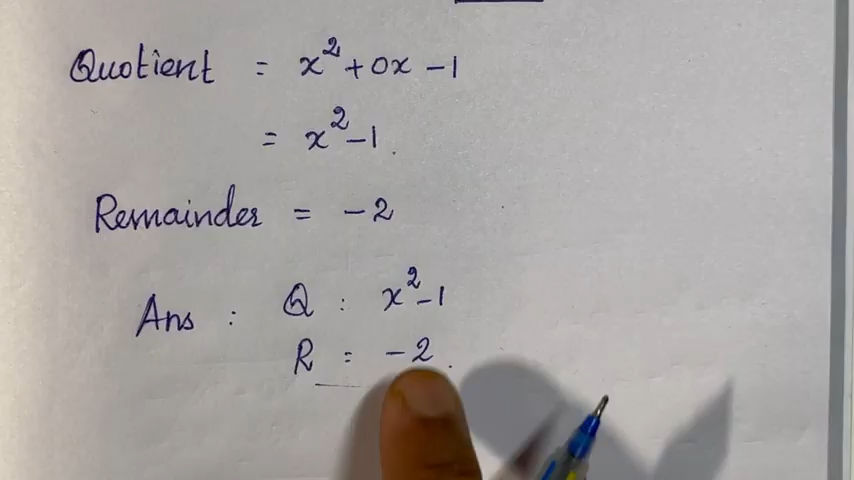 Quotient = x² + 0x - 1
= x² - 1.
Remainder = -2
Ans : Q : x² - 1
R = -2.